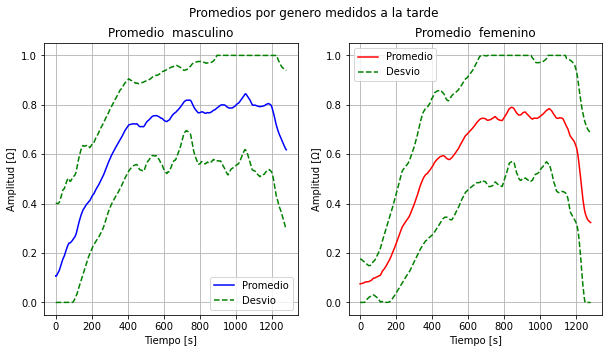 Promedios por genero medidos a la tarde
Promedio  masculino
Amplitud [Ω]
1.0
0.8
0.6
0.4
0.2
0.0
0 200 400 600 800 1000 1200
Tiempo [s]
Promedio
Desvio
Promedio  femenino
Amplitud [Ω]
1.0
0.8
0.6
0.4
0.2
0.0
0 200 400 600 800 1000 1200
Tiempo [s]
Promedio
Desvio